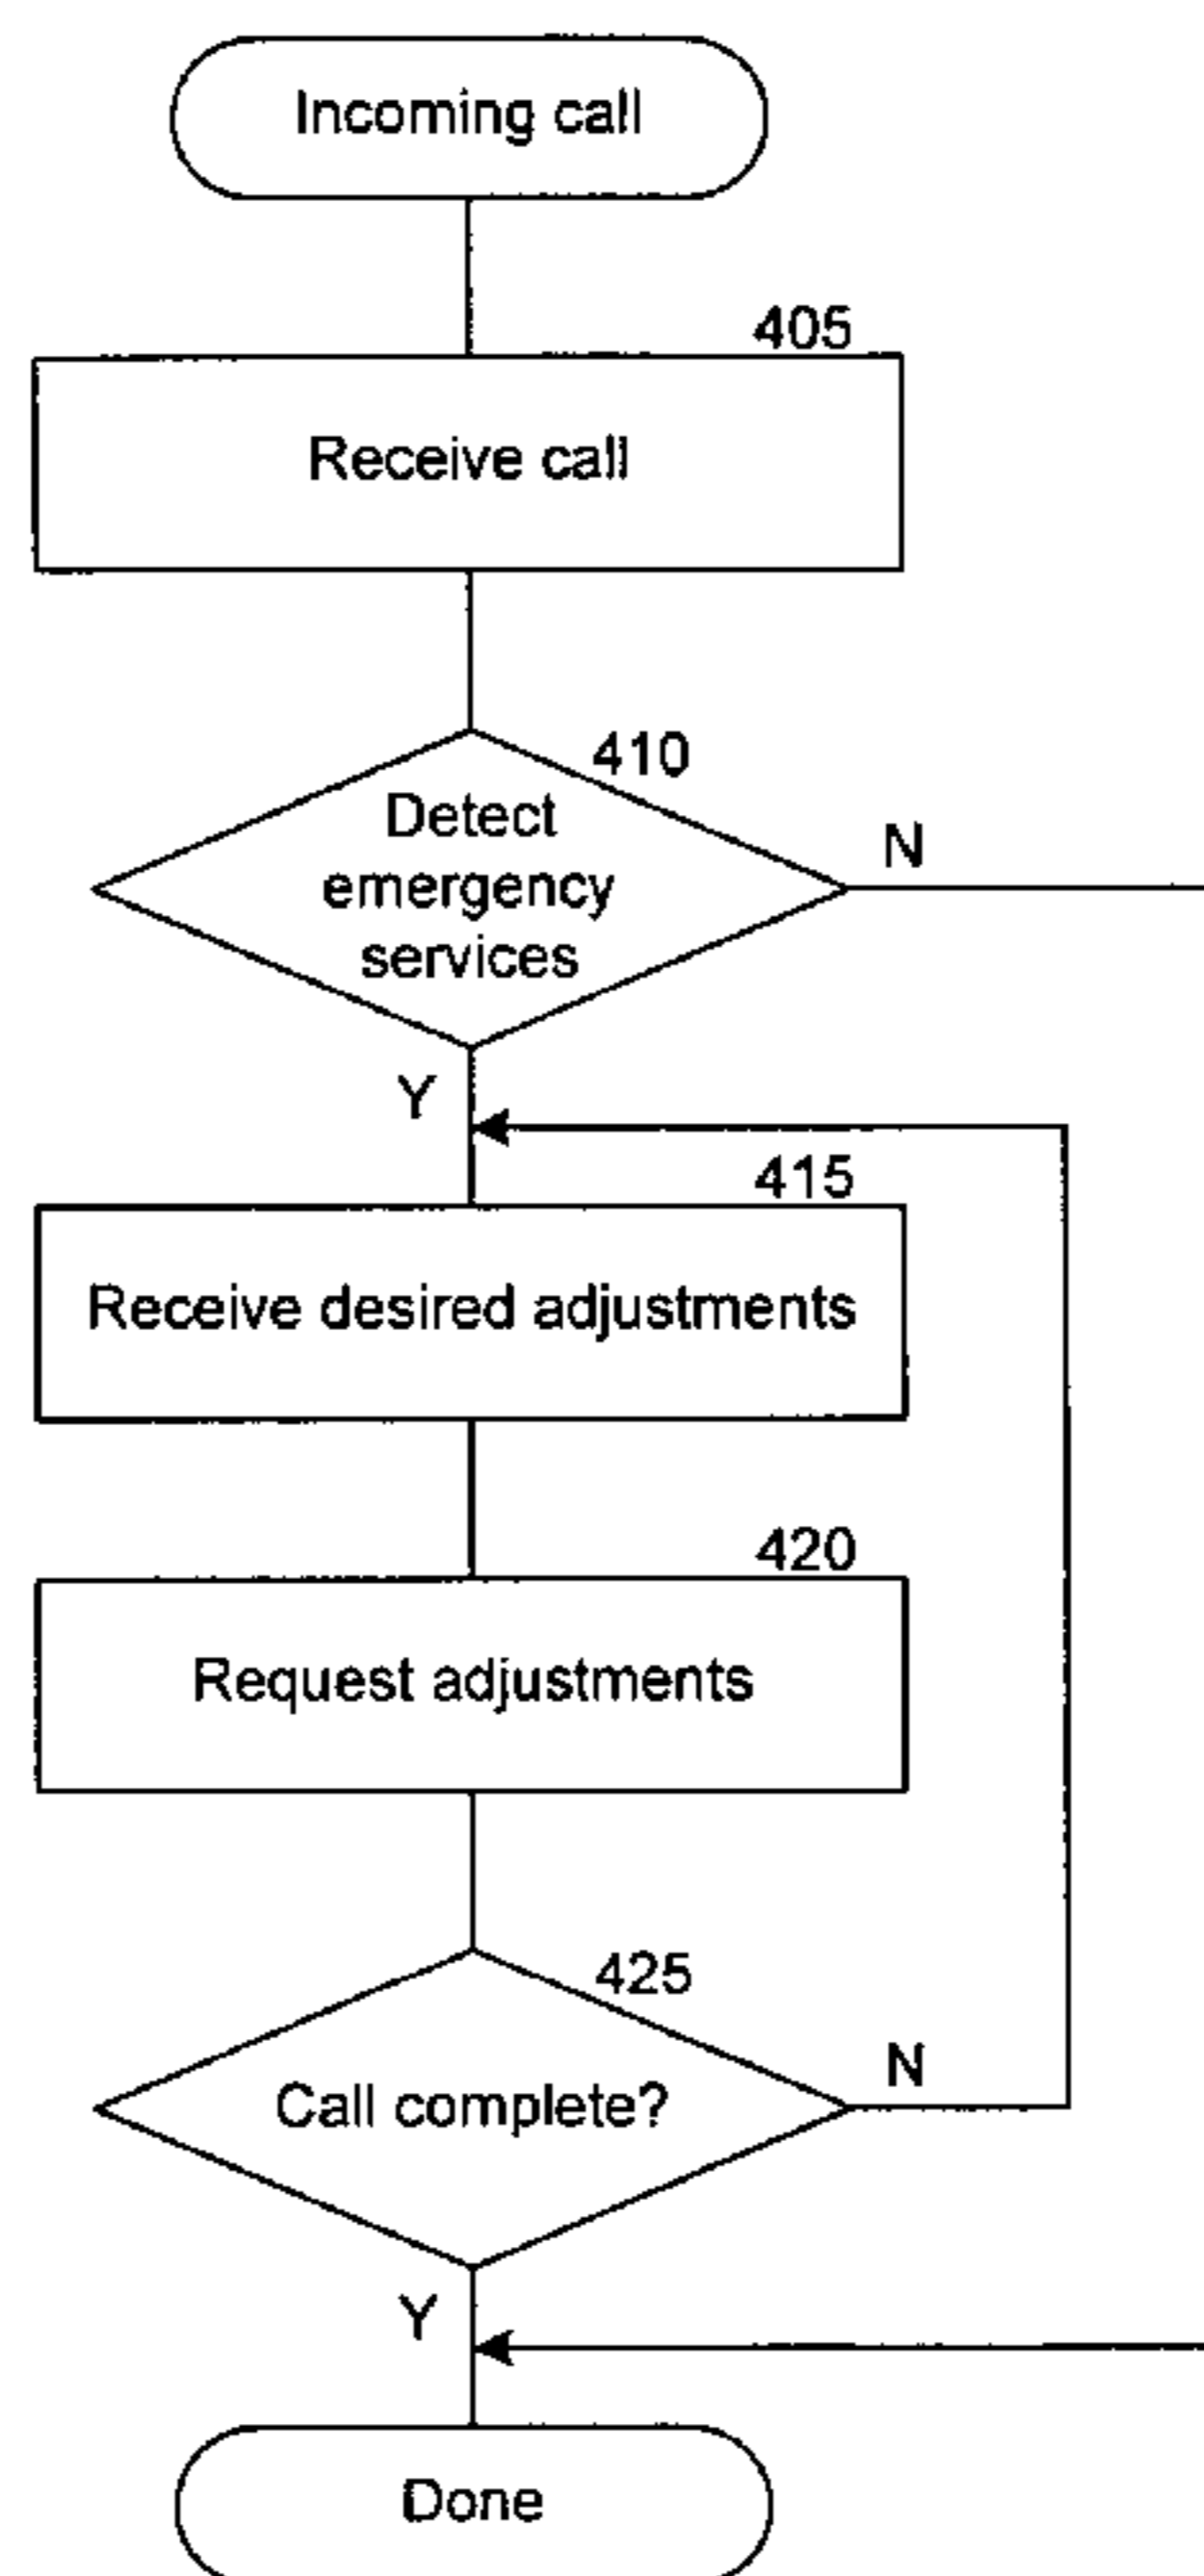 Incoming call
405
Receive call
410
Detect
emergency
services
N
Y
415
Receive desired adjustments
420
Request adjustments
425
Call complete?
N
Y
Done